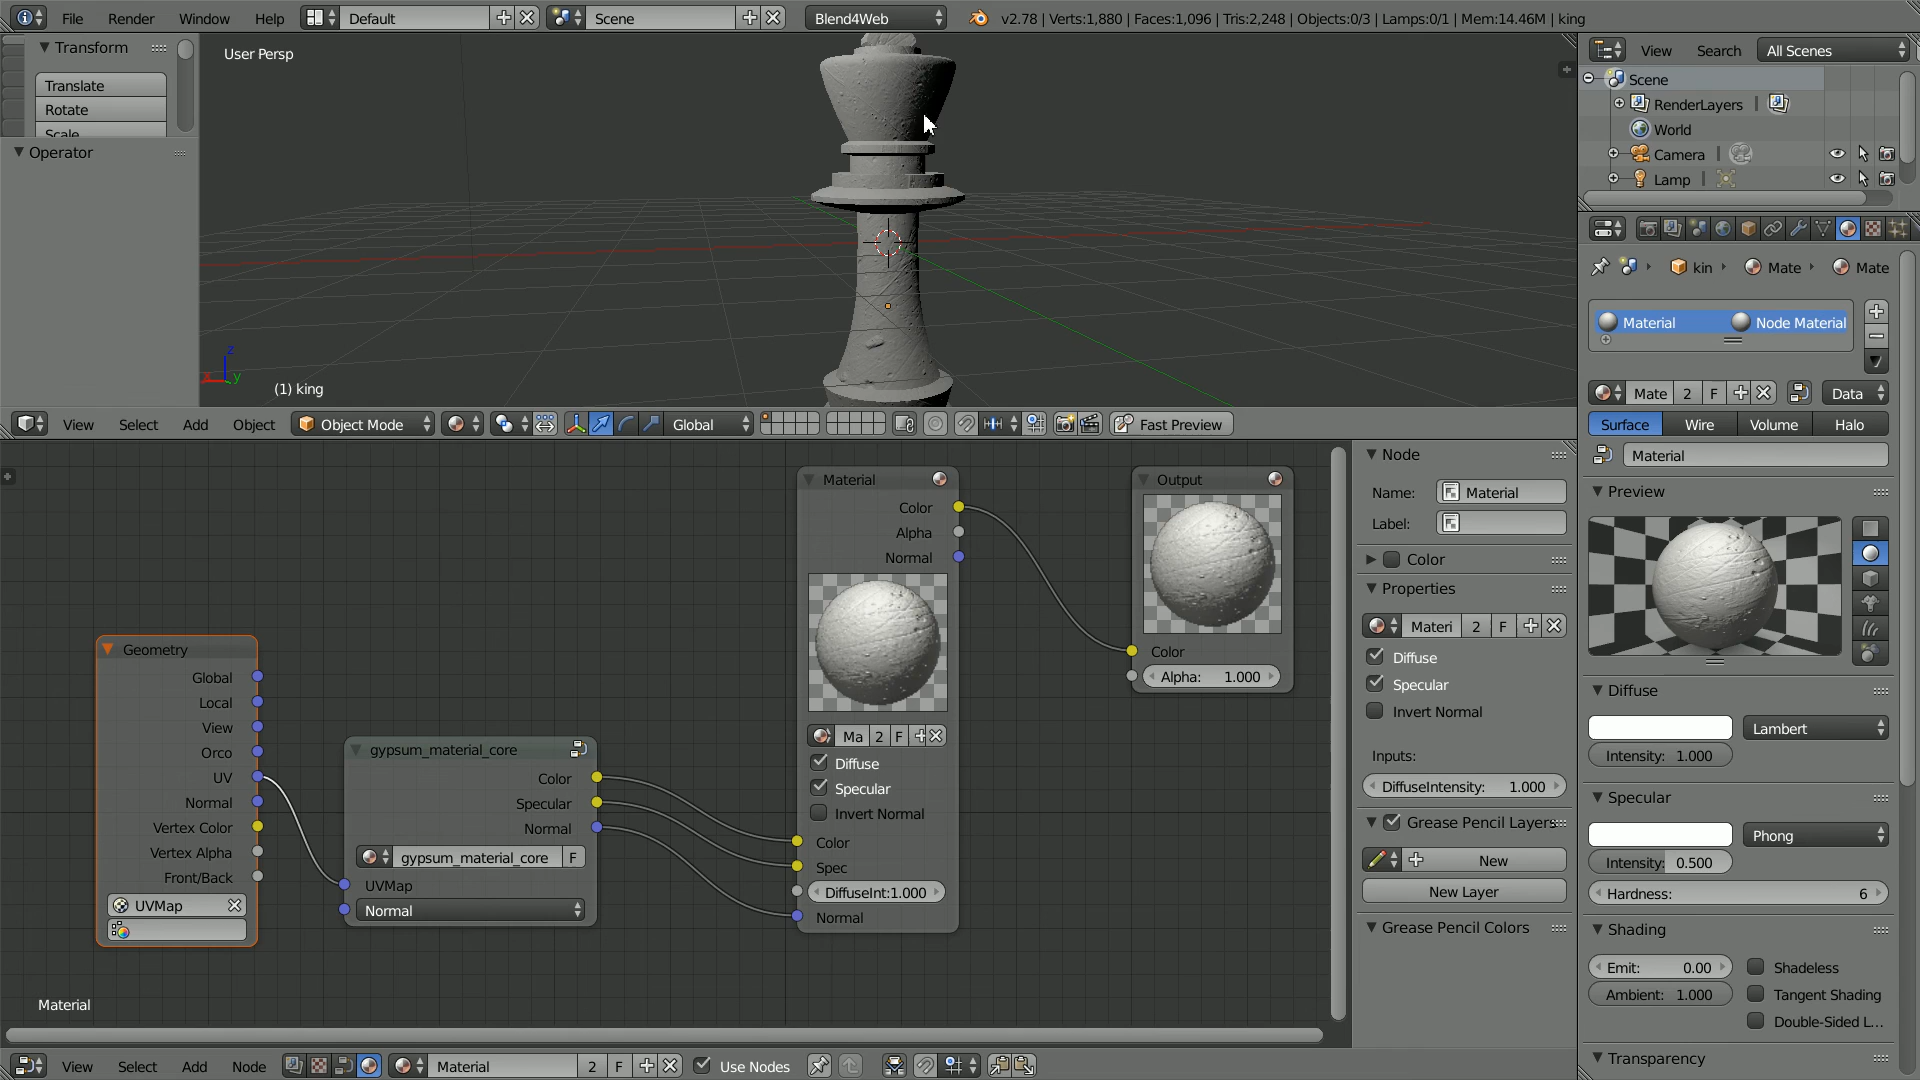 File Render Window Help Default Scene Blend4Web v2.78 | Verts:1,880 | Faces:1,096 | Tris:2,248 | Objects:0/3 | Lamps:0/1 | Mem:14.46M | king
Transform
Translate
Rotate
Scale
Operator
User Persp
(1) king
z
x
y
View Select Add Object Object Mode Global Fast Preview
View Search All Scenes
Scene
RenderLayers
World
Camera
Lamp
kin Mate Mate
Material Node Material
Mate 2 F Data
Surface Wire Volume Halo
Material
Preview
Diffuse
Lambert
Intensity: 1.000
Specular
Phong
Intensity: 0.500
Hardness: 6
Shading
Emit: 0.00 Shadeless
Ambient: 1.000 Tangent Shading
Double-Sided L...
Transparency
Geometry
Global
Local
View
Orco
UV
Normal
Vertex Color
Vertex Alpha
Front/Back
UVMap
gypsum_material_core
Color
Specular
Normal
gypsum_material_core F
UVMap
Normal
Material
Color
Alpha
Normal
Ma 2 F
Diffuse
Specular
Invert Normal
Color
Spec
DiffuseInt:1.000
Normal
Output
Color
Alpha: 1.000
Node
Name: Material
Label:
Color
Properties
Materi 2 F
Diffuse
Specular
Invert Normal
Inputs:
DiffuseIntensity: 1.000
Grease Pencil Layers
New
New Layer
Grease Pencil Colors
Material
View Select Add Node Material 2 F Use Nodes